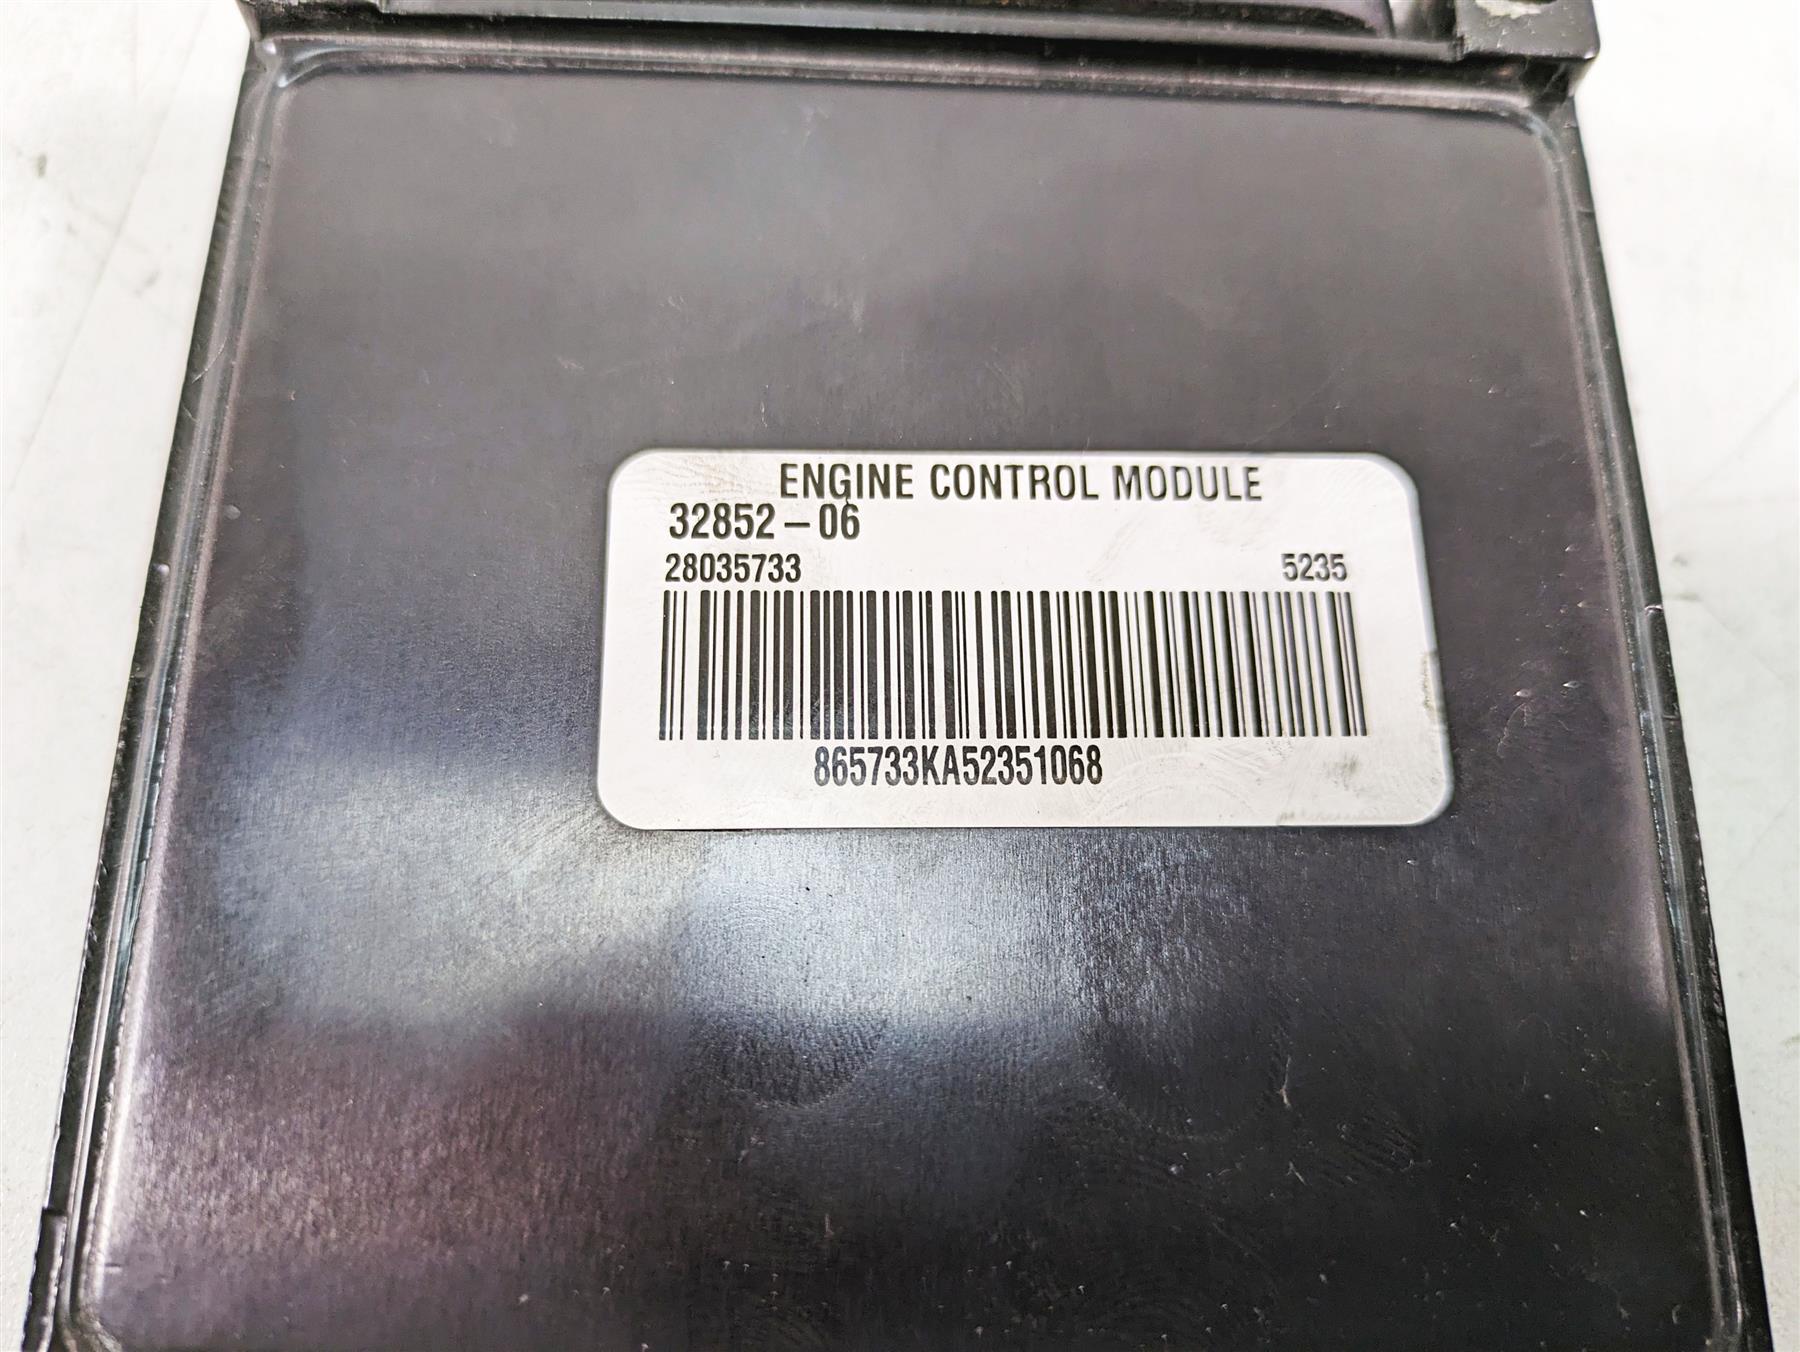 ENGINE CONTROL MODULE
32852-06
28035733 5235
865733KA52351068